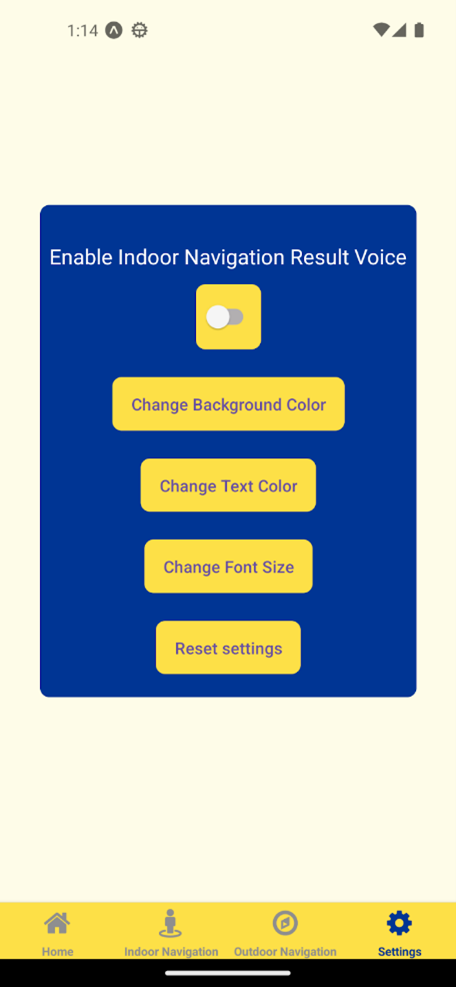 1:14
Enable Indoor Navigation Result Voice
Change Background Color
Change Text Color
Change Font Size
Reset settings
Home Indoor Navigation Outdoor Navigation Settings